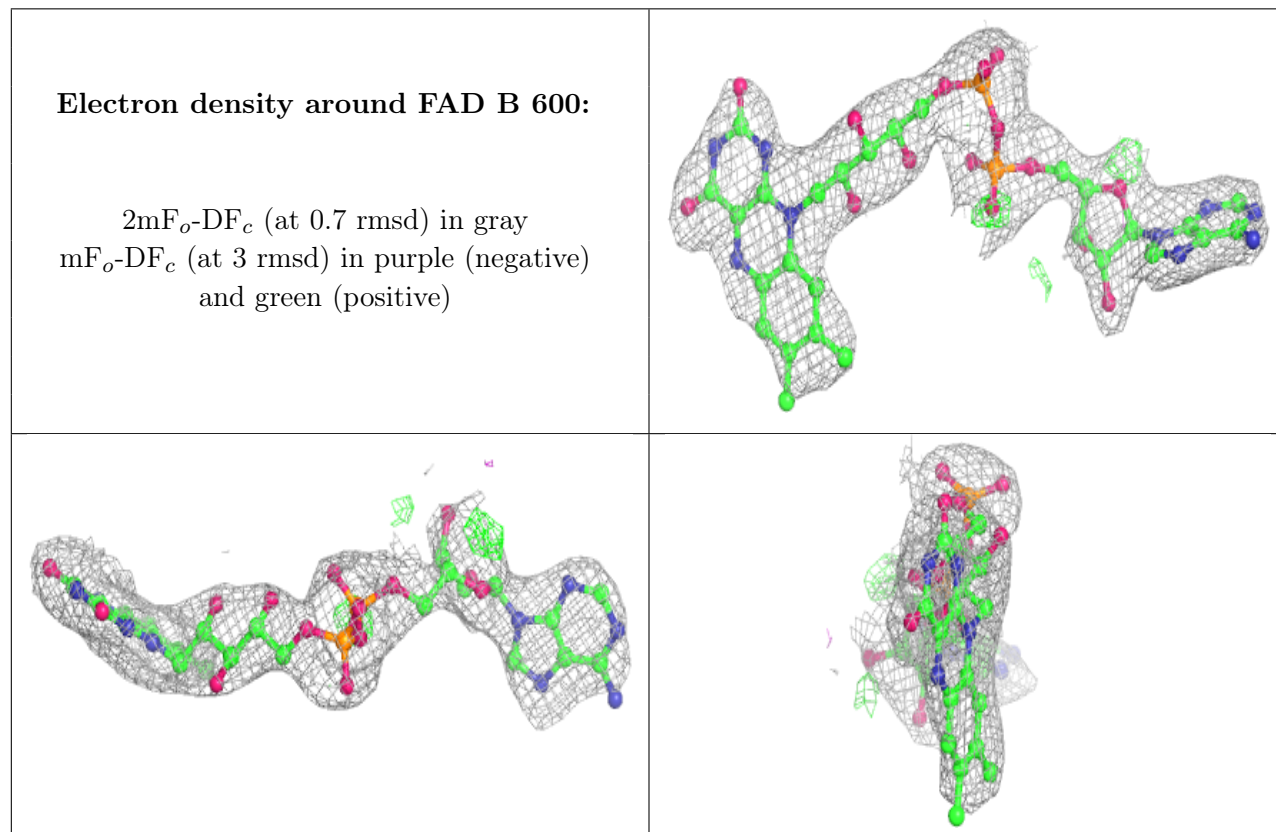 Electron density around FAD B 600:
2mFo-DFc (at 0.7 rmsd) in gray
mFo-DFc (at 3 rmsd) in purple (negative)
and green (positive)